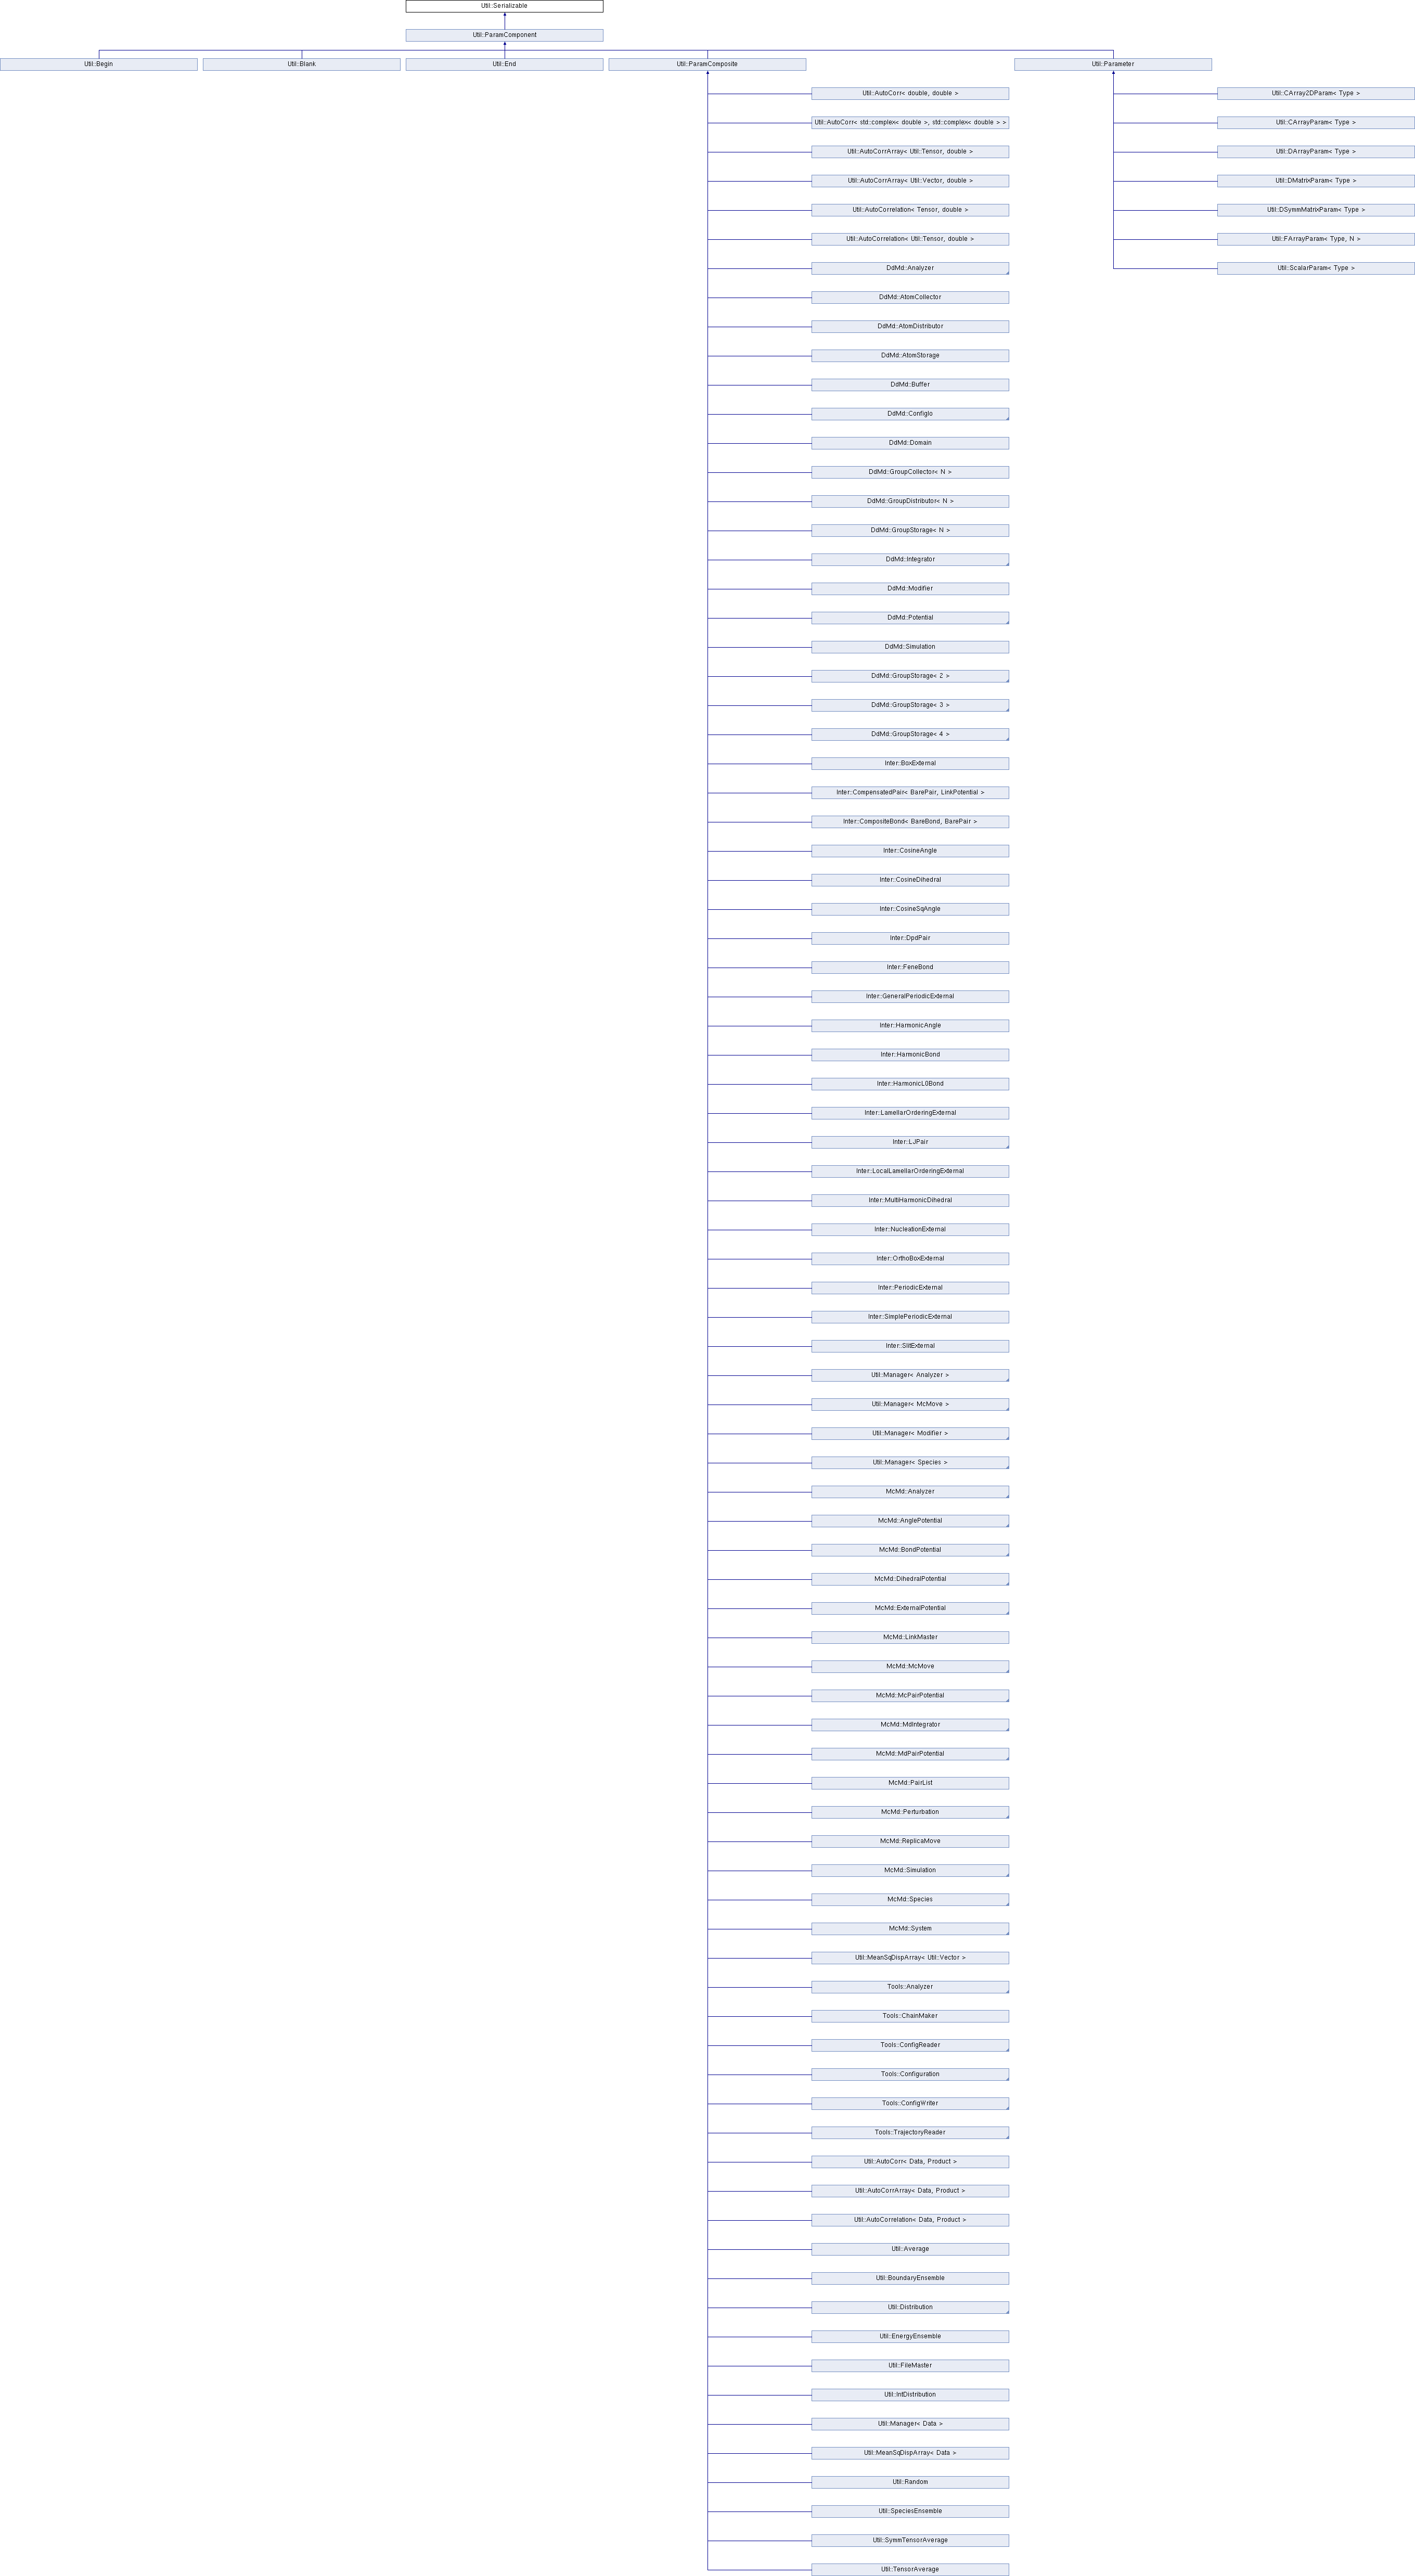 Util::Serializable
Util::ParamComponent
Util::Begin
Util::Blank
Util::End
Util::ParamComposite
Util::Parameter
Util::AutoCorr< double, double >
Util::AutoCorr< std::complex< double >, std::complex< double > >
Util::AutoCorrArray< Util::Tensor, double >
Util::AutoCorrArray< Util::Vector, double >
Util::AutoCorrelation< Tensor, double >
Util::AutoCorrelation< Util::Tensor, double >
DdMd::Analyzer
DdMd::AtomCollector
DdMd::AtomDistributor
DdMd::AtomStorage
DdMd::Buffer
DdMd::ConfigIo
DdMd::Domain
DdMd::GroupCollector< N >
DdMd::GroupDistributor< N >
DdMd::GroupStorage< N >
DdMd::Integrator
DdMd::Modifier
DdMd::Potential
DdMd::Simulation
DdMd::GroupStorage< 2 >
DdMd::GroupStorage< 3 >
DdMd::GroupStorage< 4 >
Inter::BoxExternal
Inter::CompensatedPair< BarePair, LinkPotential >
Inter::CompositeBond< BareBond, BarePair >
Inter::CosineAngle
Inter::CosineDihedral
Inter::CosineSqAngle
Inter::DpdPair
Inter::FeneBond
Inter::GeneralPeriodicExternal
Inter::HarmonicAngle
Inter::HarmonicBond
Inter::HarmonicL0Bond
Inter::LamellarOrderingExternal
Inter::LJPair
Inter::LocalLamellarOrderingExternal
Inter::MultiHarmonicDihedral
Inter::NucleationExternal
Inter::OrthoBoxExternal
Inter::PeriodicExternal
Inter::SimplePeriodicExternal
Inter::SlitExternal
Util::Manager< Analyzer >
Util::Manager< McMove >
Util::Manager< Modifier >
Util::Manager< Species >
McMd::Analyzer
McMd::AnglePotential
McMd::BondPotential
McMd::DihedralPotential
McMd::ExternalPotential
McMd::LinkMaster
McMd::McMove
McMd::McPairPotential
McMd::MdIntegrator
McMd::MdPairPotential
McMd::PairList
McMd::Perturbation
McMd::ReplicaMove
McMd::Simulation
McMd::Species
McMd::System
Util::MeanSqDispArray< Util::Vector >
Tools::Analyzer
Tools::ChainMaker
Tools::ConfigReader
Tools::Configuration
Tools::ConfigWriter
Tools::TrajectoryReader
Util::AutoCorr< Data, Product >
Util::AutoCorrArray< Data, Product >
Util::AutoCorrelation< Data, Product >
Util::Average
Util::BoundaryEnsemble
Util::Distribution
Util::EnergyEnsemble
Util::FileMaster
Util::IntDistribution
Util::Manager< Data >
Util::MeanSqDispArray< Data >
Util::Random
Util::SpeciesEnsemble
Util::SymmTensorAverage
Util::TensorAverage
Util::CArray2DParam< Type >
Util::CArrayParam< Type >
Util::DArrayParam< Type >
Util::DMatrixParam< Type >
Util::DSymmMatrixParam< Type >
Util::FArrayParam< Type, N >
Util::ScalarParam< Type >